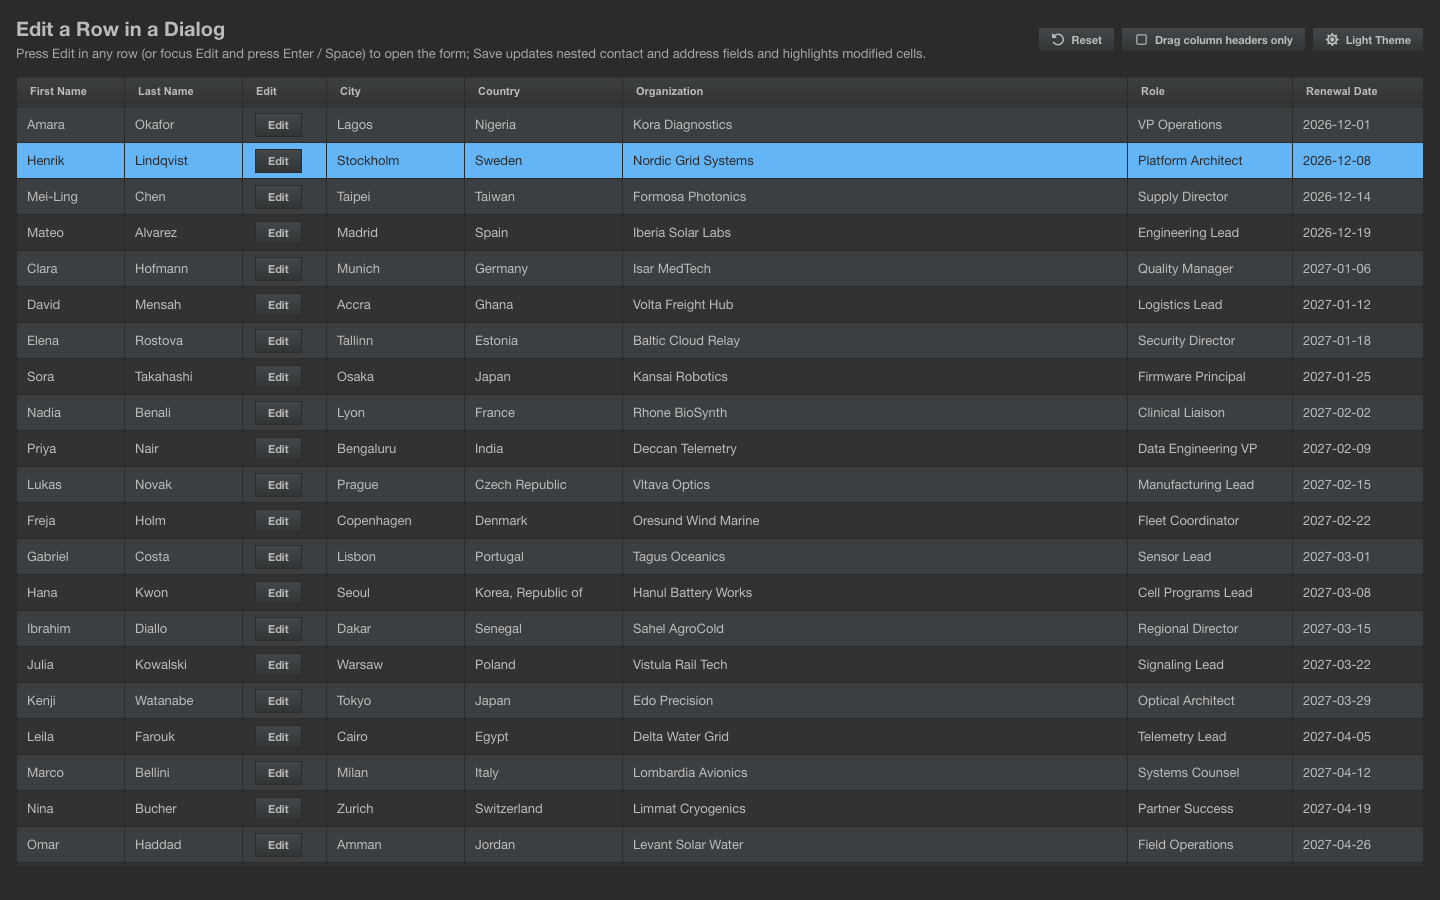 Edit a Row in a Dialog
Press Edit in any row (or focus Edit and press Enter / Space) to open the form; Save updates nested contact and address fields and highlights modified cells.
Reset Drag column headers only Light Theme
First Name Last Name Edit City Country Organization Role Renewal Date
Amara Okafor Edit Lagos Nigeria Kora Diagnostics VP Operations 2026-12-01
Henrik Lindqvist Edit Stockholm Sweden Nordic Grid Systems Platform Architect 2026-12-08
Mei-Ling Chen Edit Taipei Taiwan Formosa Photonics Supply Director 2026-12-14
Mateo Alvarez Edit Madrid Spain Iberia Solar Labs Engineering Lead 2026-12-19
Clara Hofmann Edit Munich Germany Isar MedTech Quality Manager 2027-01-06
David Mensah Edit Accra Ghana Volta Freight Hub Logistics Lead 2027-01-12
Elena Rostova Edit Tallinn Estonia Baltic Cloud Relay Security Director 2027-01-18
Sora Takahashi Edit Osaka Japan Kansai Robotics Firmware Principal 2027-01-25
Nadia Benali Edit Lyon France Rhone BioSynth Clinical Liaison 2027-02-02
Priya Nair Edit Bengaluru India Deccan Telemetry Data Engineering VP 2027-02-09
Lukas Novak Edit Prague Czech Republic Vltava Optics Manufacturing Lead 2027-02-15
Freja Holm Edit Copenhagen Denmark Oresund Wind Marine Fleet Coordinator 2027-02-22
Gabriel Costa Edit Lisbon Portugal Tagus Oceanics Sensor Lead 2027-03-01
Hana Kwon Edit Seoul Korea, Republic of Hanul Battery Works Cell Programs Lead 2027-03-08
Ibrahim Diallo Edit Dakar Senegal Sahel AgroCold Regional Director 2027-03-15
Julia Kowalski Edit Warsaw Poland Vistula Rail Tech Signaling Lead 2027-03-22
Kenji Watanabe Edit Tokyo Japan Edo Precision Optical Architect 2027-03-29
Leila Farouk Edit Cairo Egypt Delta Water Grid Telemetry Lead 2027-04-05
Marco Bellini Edit Milan Italy Lombardia Avionics Systems Counsel 2027-04-12
Nina Bucher Edit Zurich Switzerland Limmat Cryogenics Partner Success 2027-04-19
Omar Haddad Edit Amman Jordan Levant Solar Water Field Operations 2027-04-26